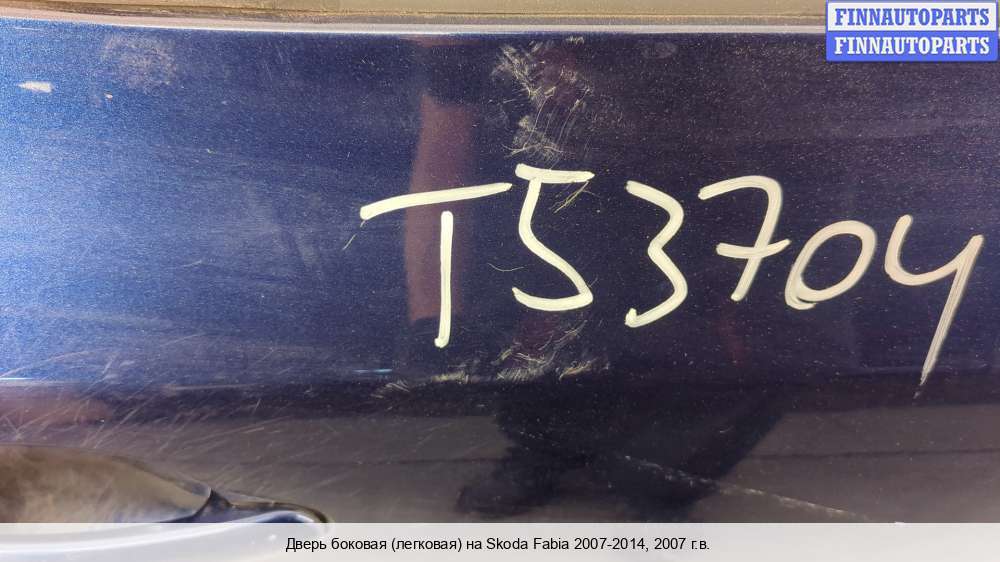 FINNAUTOPARTS
FINNAUTOPARTS
T53704
Дверь боковая (легковая) на Skoda Fabia 2007-2014, 2007 г.в.